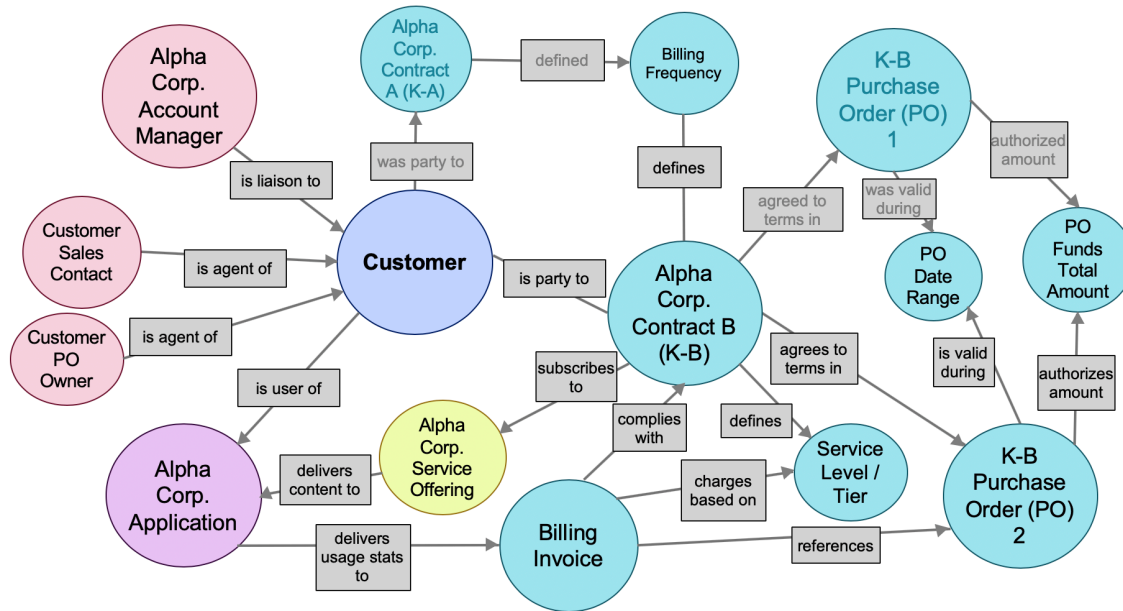 Alpha
Corp.
Account
Manager
Alpha
Corp.
Contract
A (K-A)
defined
Billing
Frequency
K-B
Purchase
Order (PO)
1
authorized
amount
was party to
is liaison to
defines
agreed to
terms in
was valid
during
Customer
Sales
Contact
is agent of
Customer
is party to
Alpha
Corp.
Contract B
(K-B)
PO
Date
Range
PO
Funds
Total
Amount
Customer
PO
Owner
is agent of
is user of
subscribes
to
agrees to
terms in
is valid
during
authorizes
amount
complies
with
defines
Alpha
Corp.
Application
delivers
content to
Alpha
Corp.
Service
Offering
charges
based on
Service
Level /
Tier
K-B
Purchase
Order (PO)
2
delivers
usage stats
to
Billing
Invoice
references